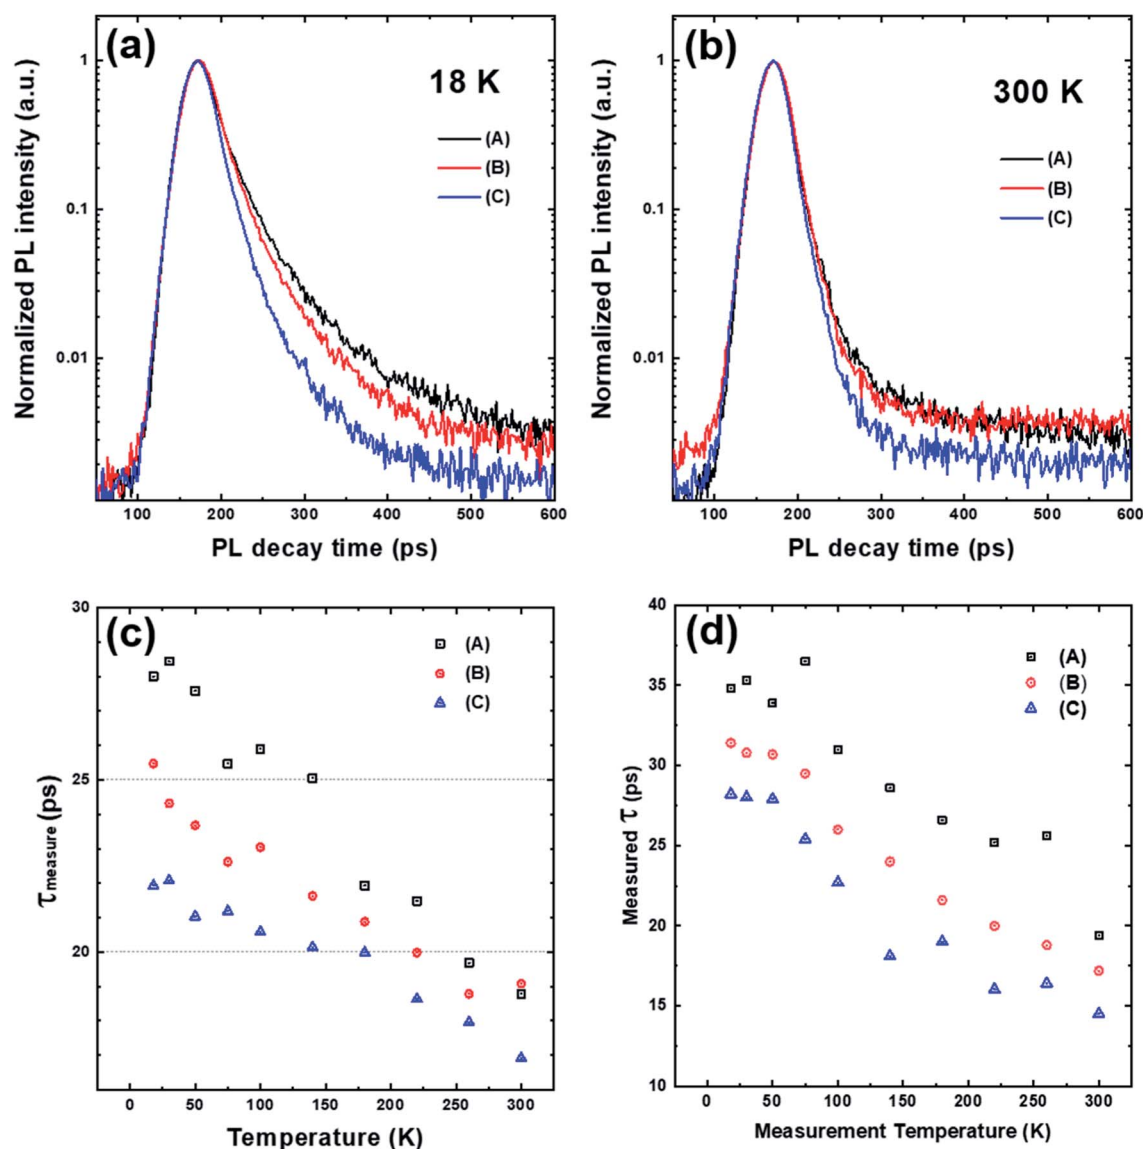 (a)
18 K
(A)
(B)
(C)
Normalized PL intensity (a.u.)
1
0.1
0.01
100 200 300 400 500 600
PL decay time (ps)
(b)
300 K
(A)
(B)
(C)
Normalized PL intensity (a.u.)
1
0.1
0.01
100 200 300 400 500 600
PL decay time (ps)
(c)
(A)
(B)
(C)
τmeasure (ps)
30
25
20
0 50 100 150 200 250 300
Temperature (K)
(d)
(A)
(B)
(C)
Measured τ (ps)
40
35
30
25
20
15
10
0 50 100 150 200 250 300
Measurement Temperature (K)